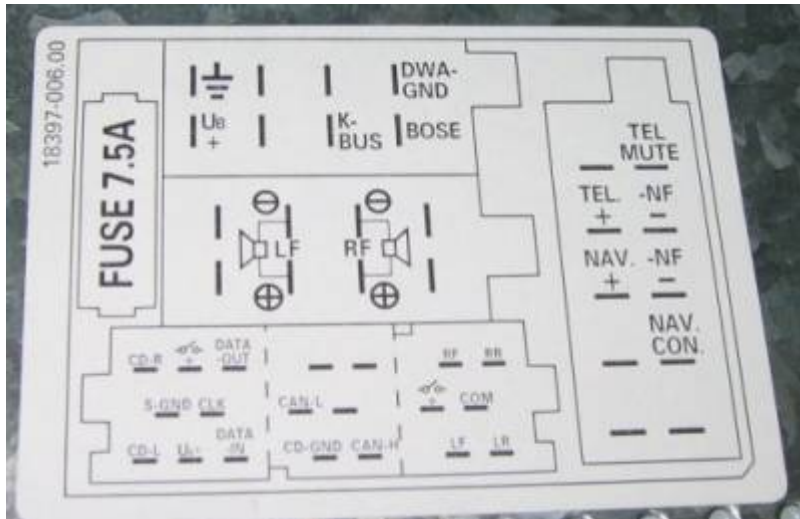 18397-006.00
FUSE 7.5A
DWA-
GND
UB
+
K-
BUS
BOSE
LF
RF
CD-R
+
DATA
-OUT
S-GND CLK
CD-L
DATA
-IN
CAN-L
CD-GND CAN-H
RF RR
+
COM
LF LR
TEL
MUTE
TEL. -NF
+ -
NAV. -NF
+ -
NAV.
CON.